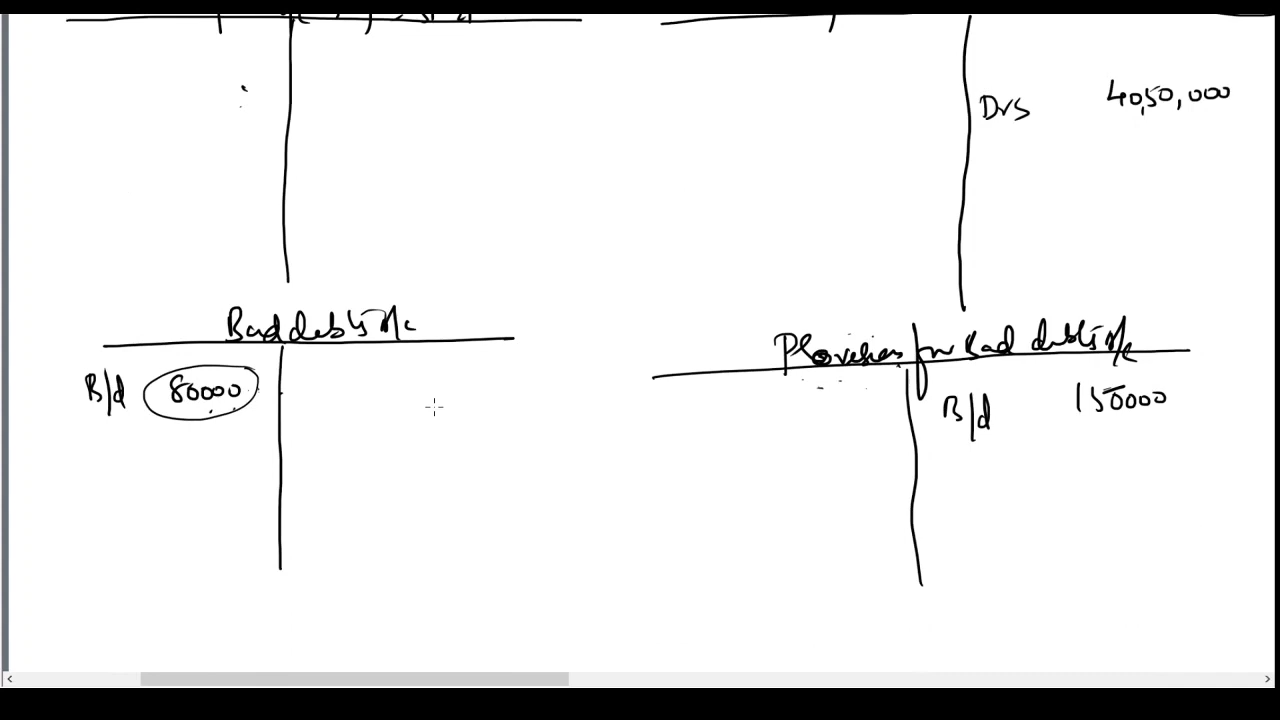 Drs 40,50,000
Bad debts A/c
B/d 80000
Provision for Bad debts A/c
B/d 150000